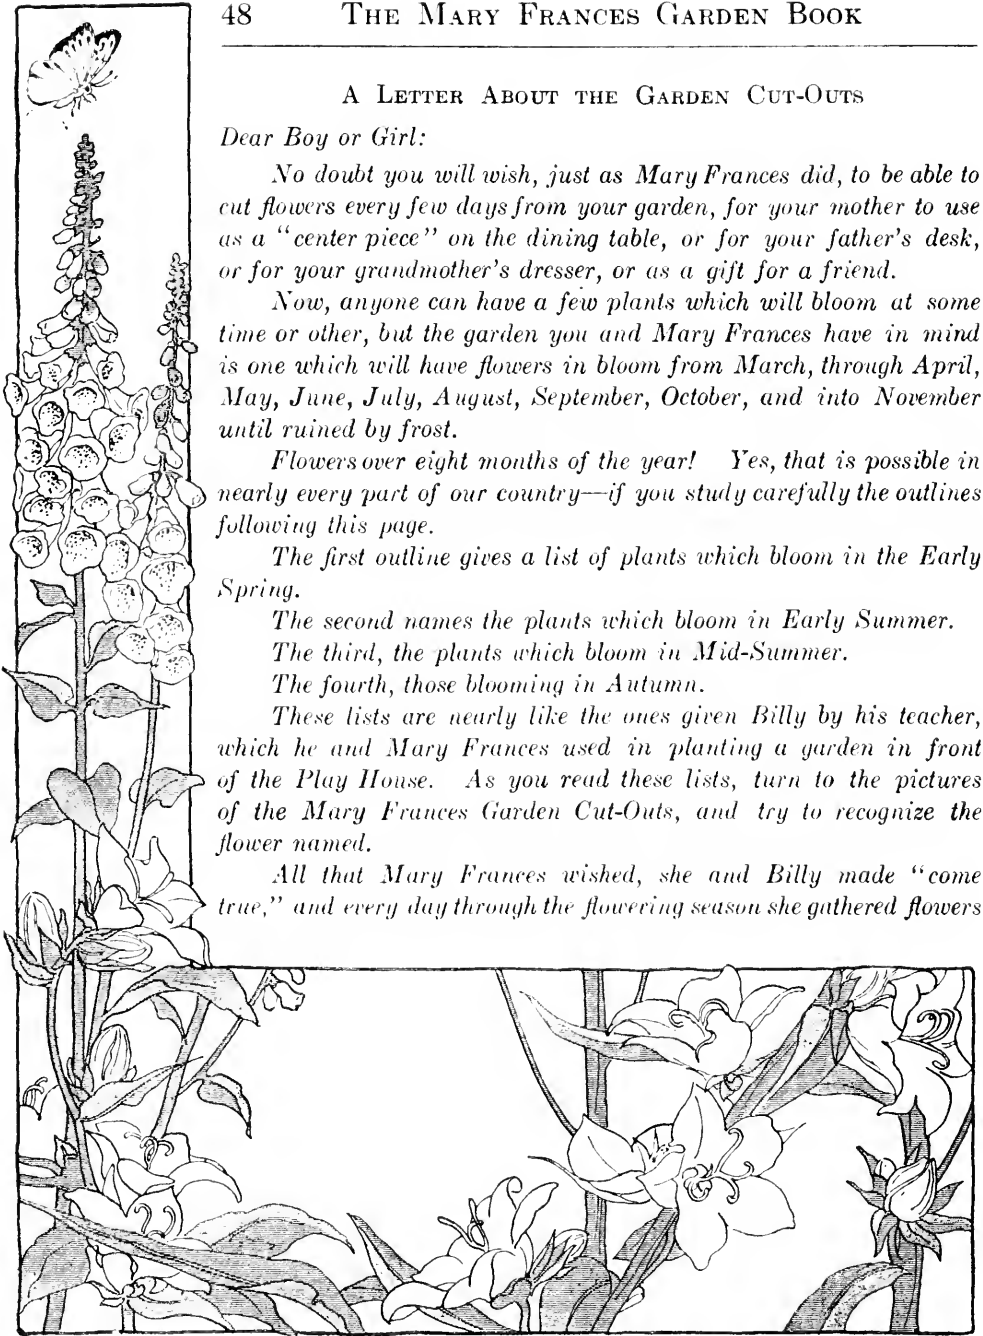 48 The Mary Frances Garden Book
A Letter About the Garden Cut-Outs
Dear Boy or Girl:
No doubt you will wish, just as Mary Frances did, to be able to
cut flowers every few days from your garden, for your mother to use
as a “center piece” on the dining table, or for your father's desk,
or for your grandmother's dresser, or as a gift for a friend.
Now, anyone can have a few plants which will bloom at some
time or other, but the garden you and Mary Frances have in mind
is one which will have flowers in bloom from March, through April,
May, June, July, August, September, October, and into November
until ruined by frost.
Flowers over eight months of the year! Yes, that is possible in
nearly every part of our country—if you study carefully the outlines
following this page.
The first outline gives a list of plants which bloom in the Early
Spring.
The second names the plants which bloom in Early Summer.
The third, the plants which bloom in Mid-Summer.
The fourth, those blooming in Autumn.
These lists are nearly like the ones given Billy by his teacher,
which he and Mary Frances used in planting a garden in front
of the Play House. As you read these lists, turn to the pictures
of the Mary Frances Garden Cut-Outs, and try to recognize the
flower named.
All that Mary Frances wished, she and Billy made “come
true,” and every day through the flowering season she gathered flowers